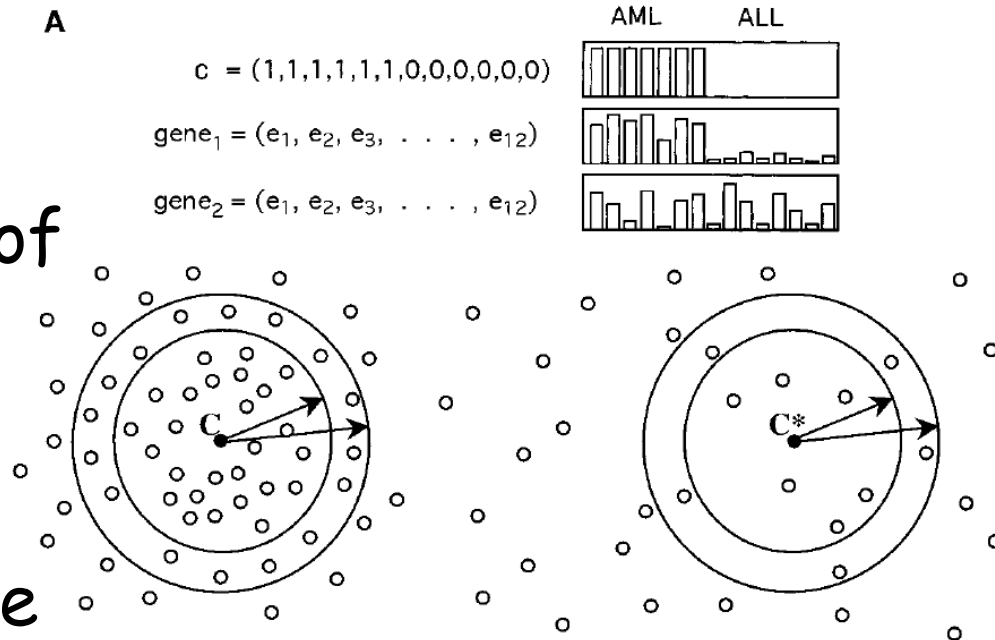 A
AML ALL
c = (1,1,1,1,1,1,0,0,0,0,0,0)
gene₁ = (e₁, e₂, e₃, . . . . , e₁₂)
gene₂ = (e₁, e₂, e₃, . . . . , e₁₂)
of
C C*
e